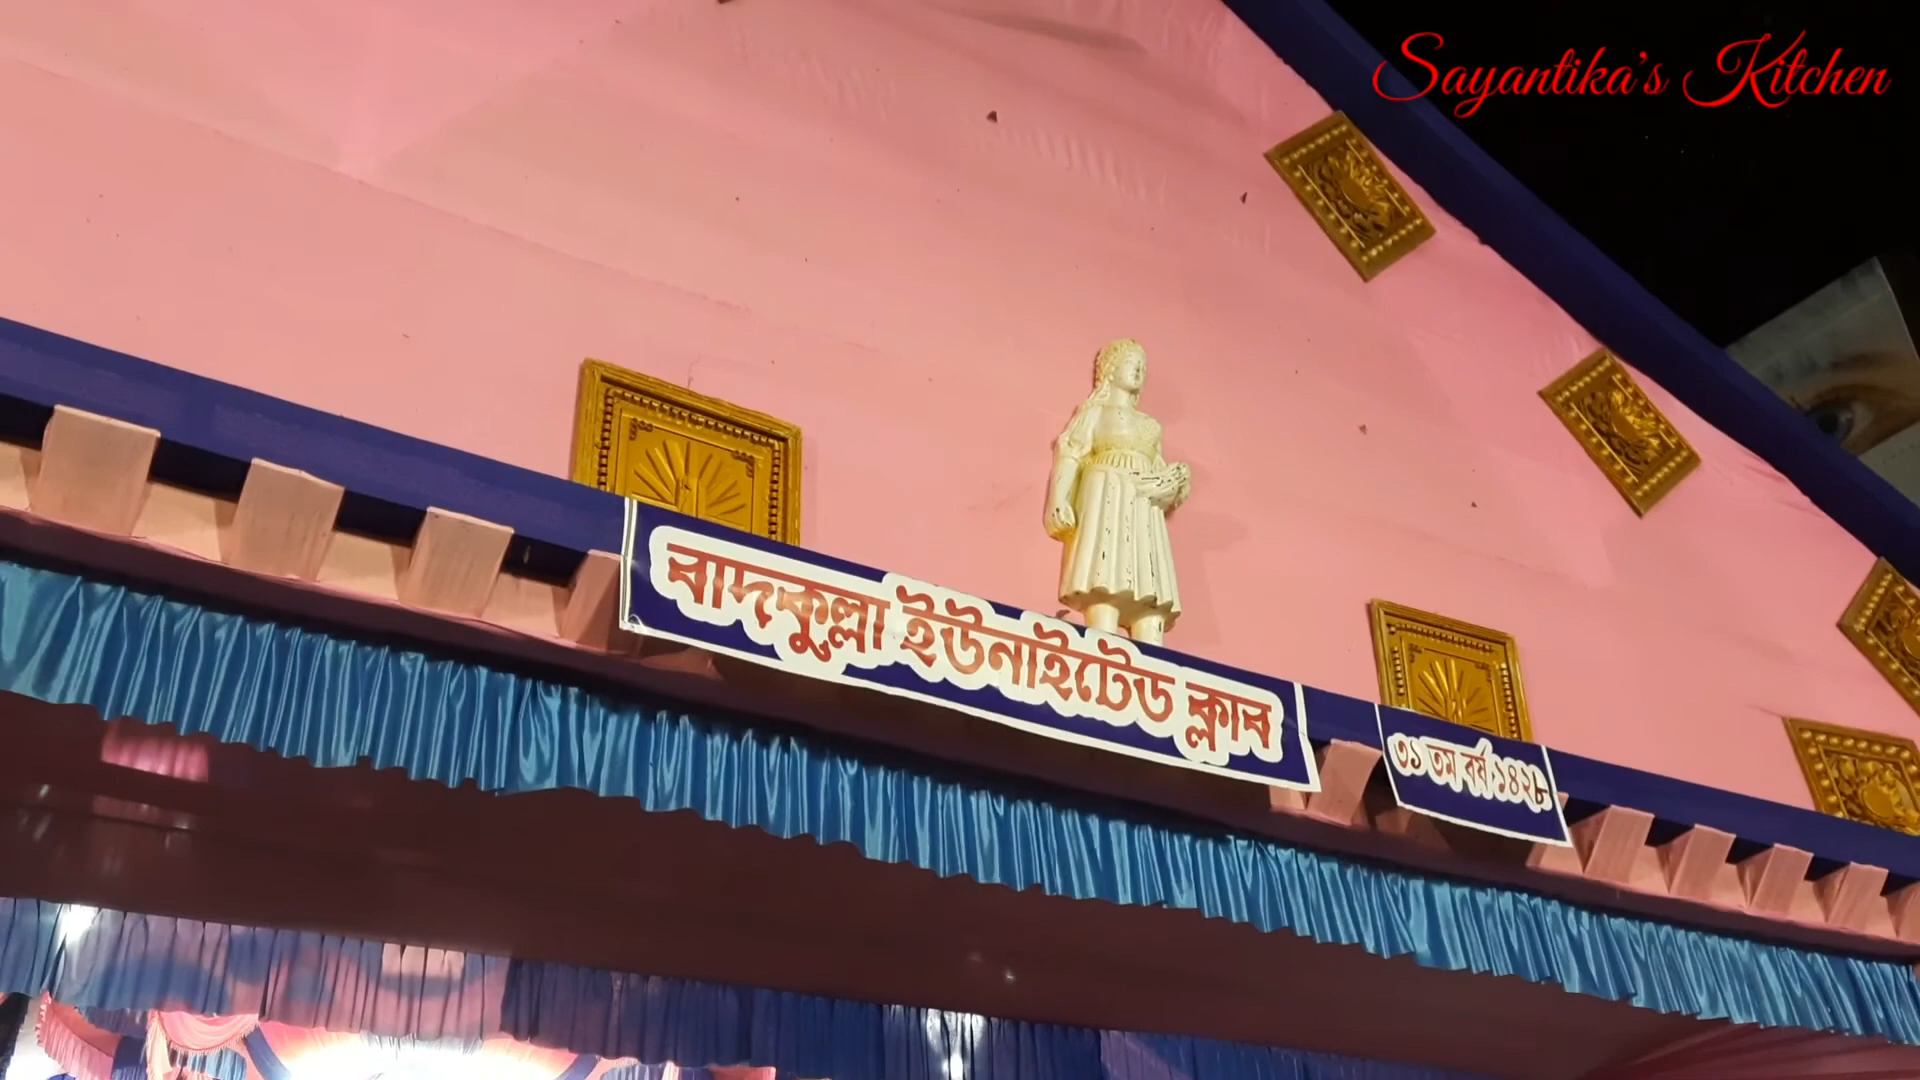 Sayantika's Kitchen
বাদকুল্লা ইউনাইটেড ক্লাব
৩১ তম বর্ষ ১৪২৮